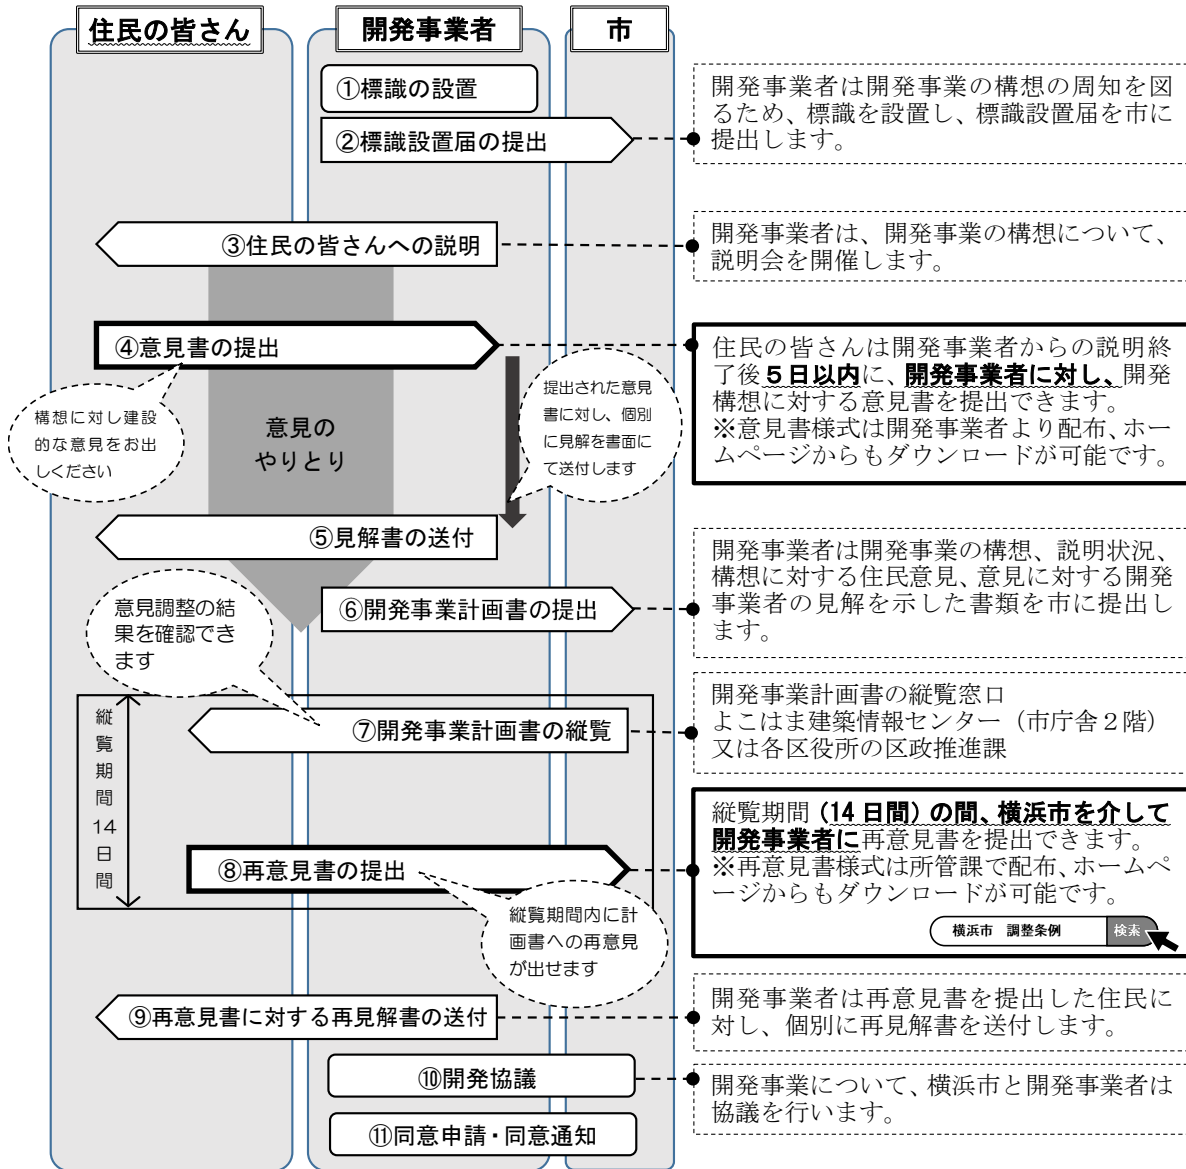 住民の皆さん
開発事業者
市
①標識の設置
②標識設置届の提出
開発事業者は開発事業の構想の周知を図
るため、標識を設置し、標識設置届を市に
提出します。
③住民の皆さんへの説明
開発事業者は、開発事業の構想について、
説明会を開催します。
④意見書の提出
住民の皆さんは開発事業者からの説明終
了後５日以内に、開発事業者に対し、開発
構想に対する意見書を提出できます。
※意見書様式は開発事業者より配布、ホー
ムページからもダウンロードが可能です。
構想に対し建設
的な意見をお出
しください
意見の
やりとり
提出された意見
書に対し、個別
に見解を書面に
て送付します
⑤見解書の送付
開発事業者は開発事業の構想、説明状況、
構想に対する住民意見、意見に対する開発
事業者の見解を示した書類を市に提出し
ます。
⑥開発事業計画書の提出
意見調整の結
果を確認でき
ます
縦覧期間14日間
⑦開発事業計画書の縦覧
開発事業計画書の縦覧窓口
よこはま建築情報センター（市庁舎２階）
又は各区役所の区政推進課
⑧再意見書の提出
縦覧期間（14 日間）の間、横浜市を介して
開発事業者に再意見書を提出できます。
※再意見書様式は所管課で配布、ホームペ
ージからもダウンロードが可能です。
横浜市　調整条例
検索
縦覧期間内に計
画書への再意見
が出せます
⑨再意見書に対する再見解書の送付
開発事業者は再意見書を提出した住民に
対し、個別に再見解書を送付します。
⑩開発協議
開発事業について、横浜市と開発事業者は
協議を行います。
⑪同意申請・同意通知